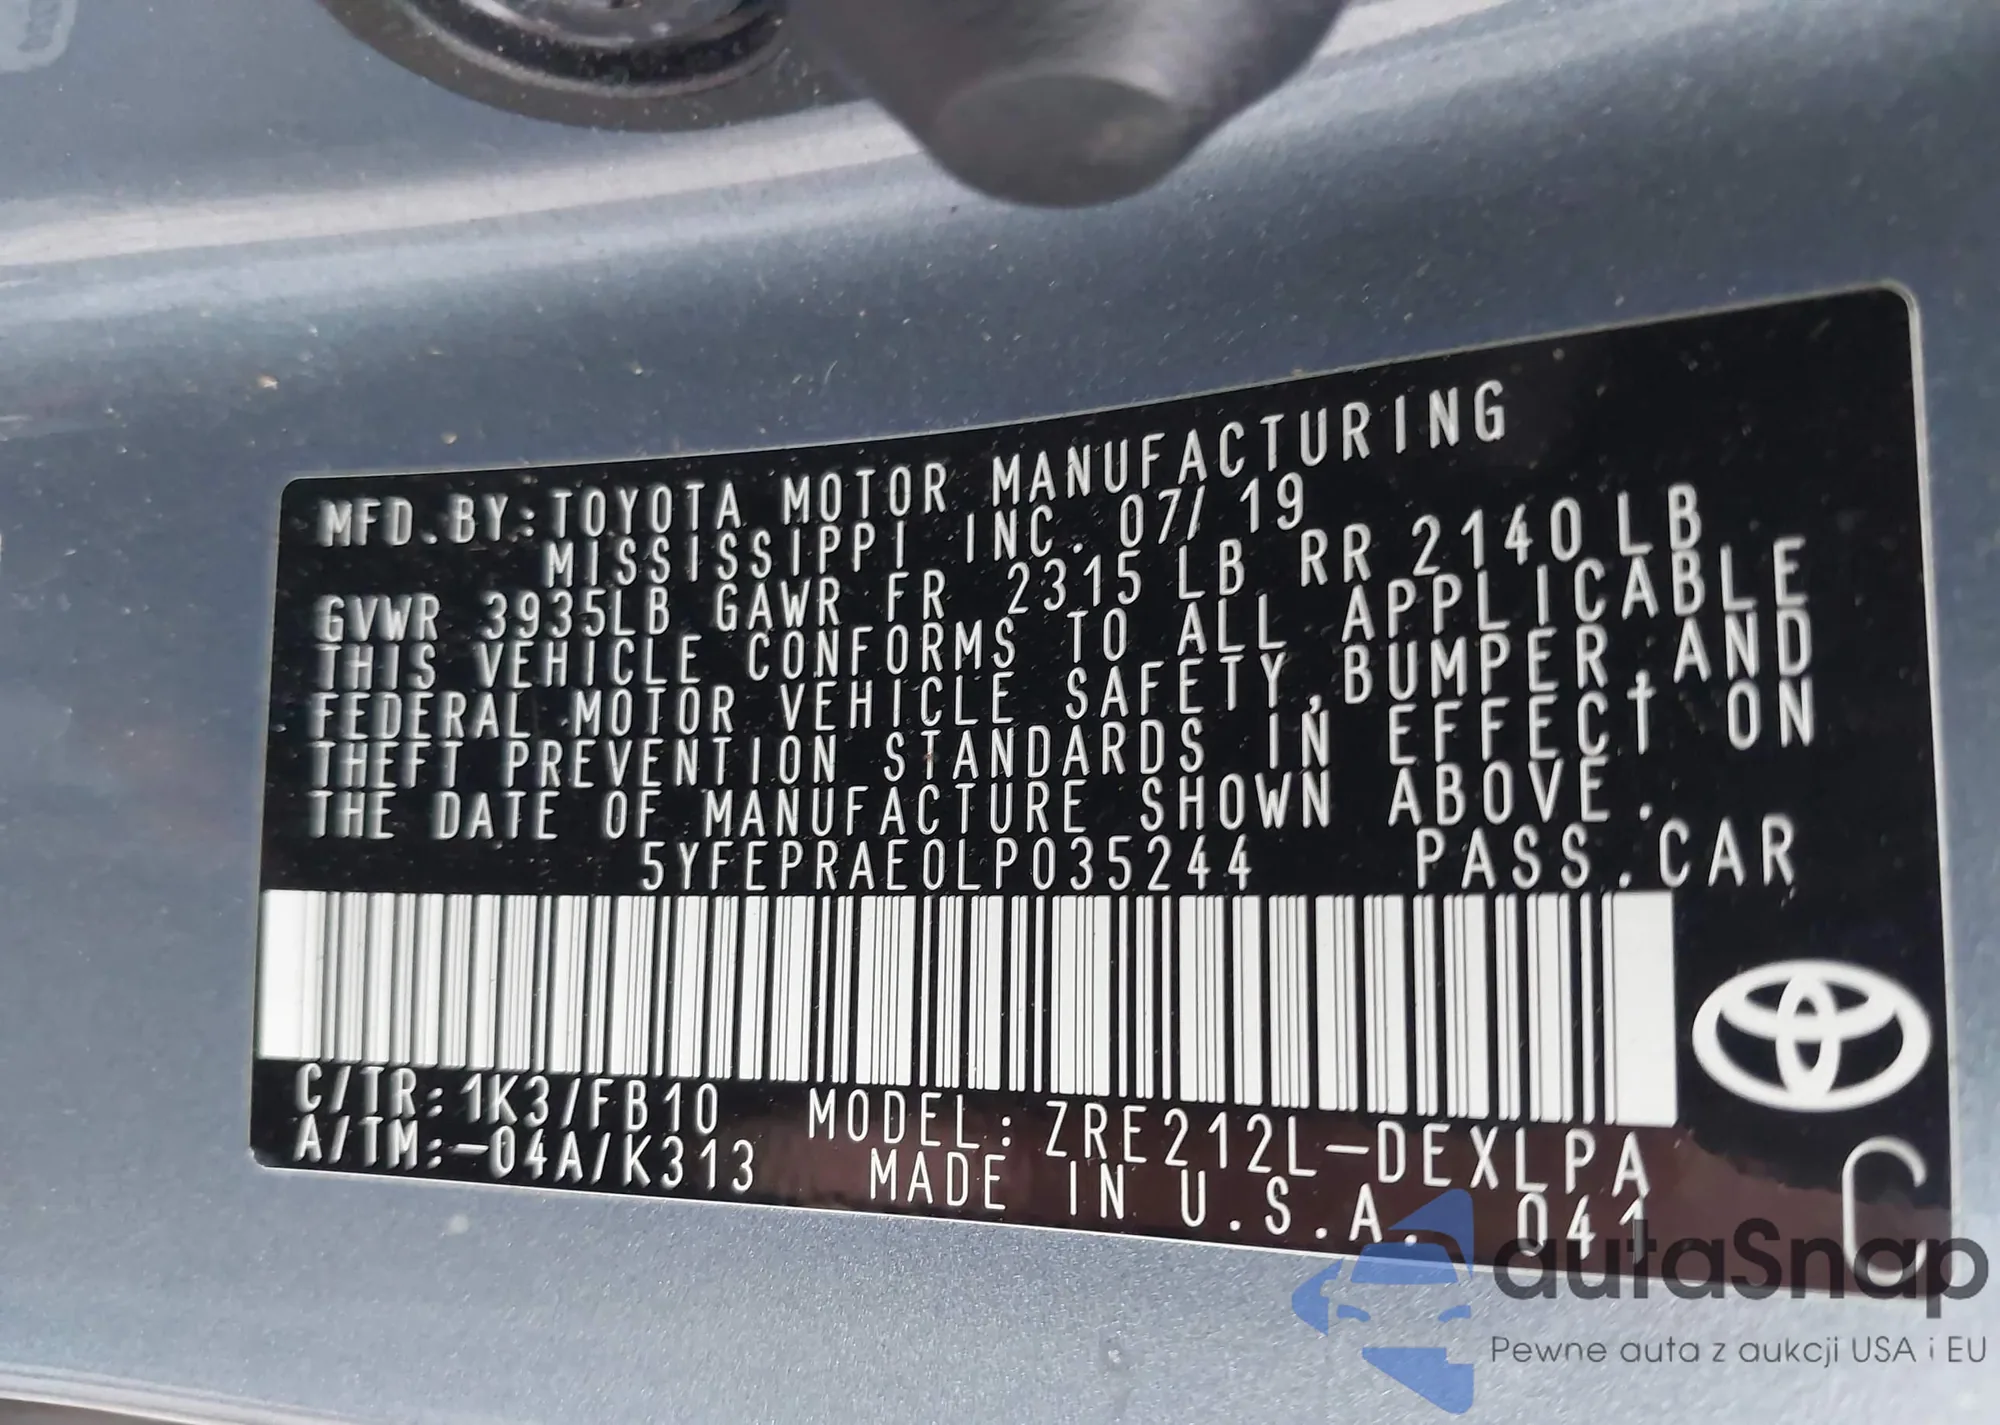 MFD.BY:TOYOTA MOTOR MANUFACTURING
MISSISSIPPI INC. 07/19
GVWR 3935LB GAWR FR 2315 LB RR 2140 LB
THIS VEHICLE CONFORMS TO ALL APPLICABLE
FEDERAL MOTOR VEHICLE SAFETY,BUMPER,AND
THEFT PREVENTION STANDARDS IN EFFECT ON
THE DATE OF MANUFACTURE SHOWN ABOVE.
5YFEPRAE0LP035244 PASS.CAR
C/TR:1K3/FB10 MODEL:ZRE212L-DEXLPA
A/TM:-04A/K313 MADE IN U.S.A. 041
C
autaSnap
Pewne auta z aukcji USA i EU